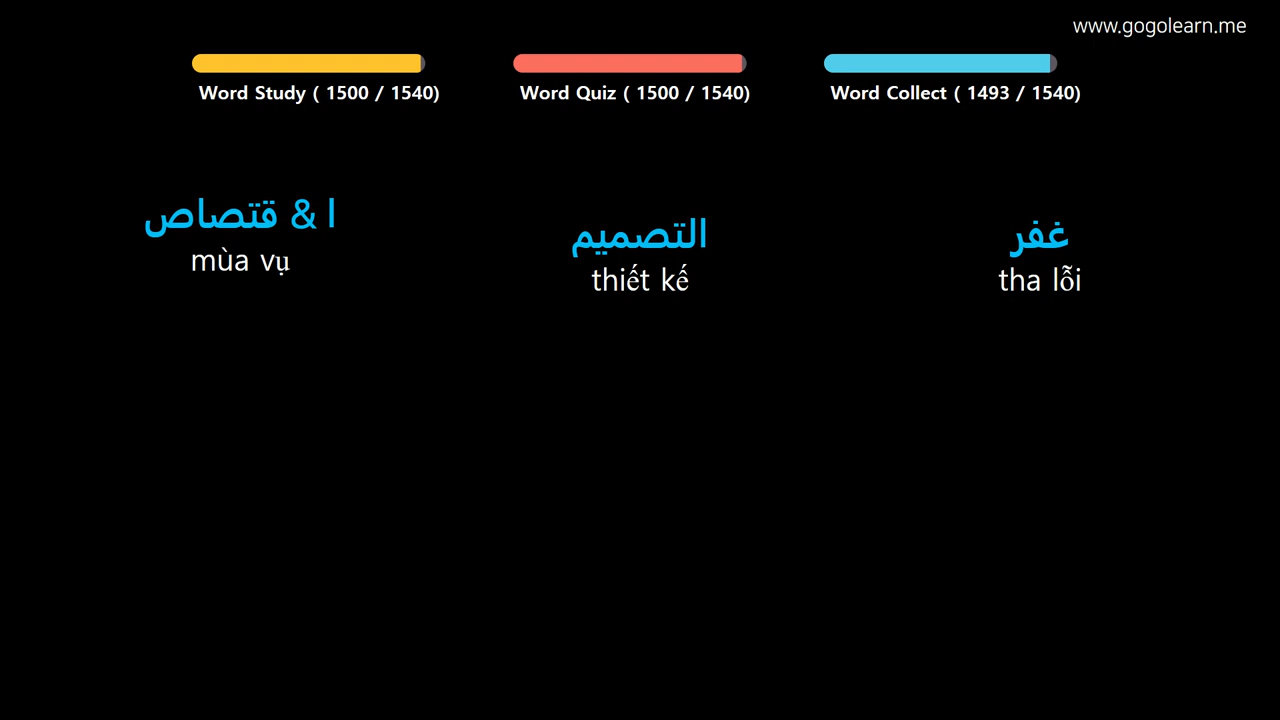 www.gogolearn.me
Word Study ( 1500 / 1540)
Word Quiz ( 1500 / 1540)
Word Collect ( 1493 / 1540)
ا & قتصاص
mùa vụ
التصميم
thiết kế
غفر
tha lỗi